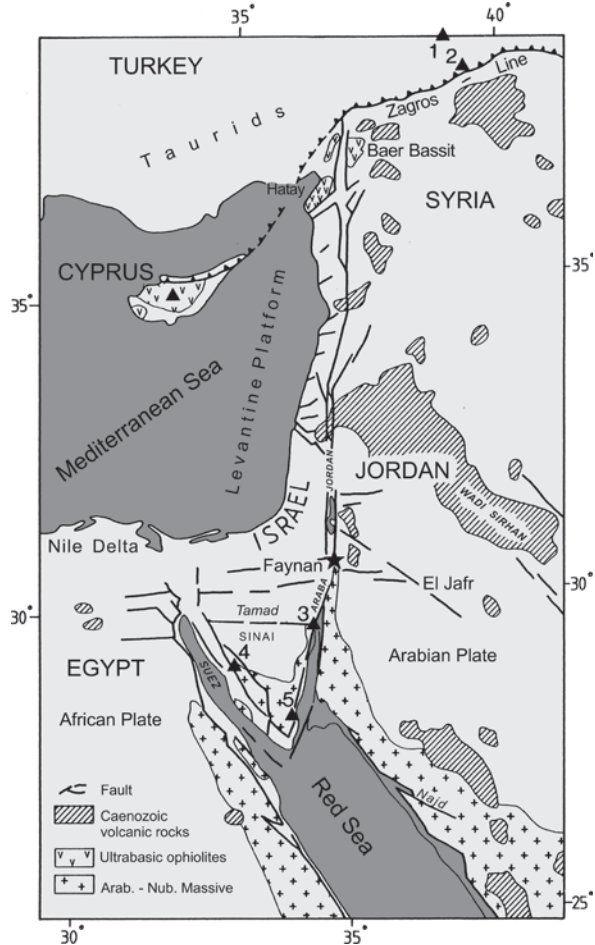 35°
40°
1
2
TURKEY
Zagros Line
Taurids
Baer Bassit
Hatay
SYRIA
CYPRUS
35°
35°
Levantine Platform
Mediterranean Sea
JORDAN
JORDAN
ISRAEL
WADI SIRHAN
Nile Delta
Faynan
El Jafr
30°
30°
ARABA
Tamad
3
SINAI
4
Arabian Plate
EGYPT
SUEZ
5
African Plate
Red Sea
Najd
Fault
Caenozoic
volcanic rocks
Ultrabasic ophiolites
Arab. - Nub. Massive
25°
30°
35°